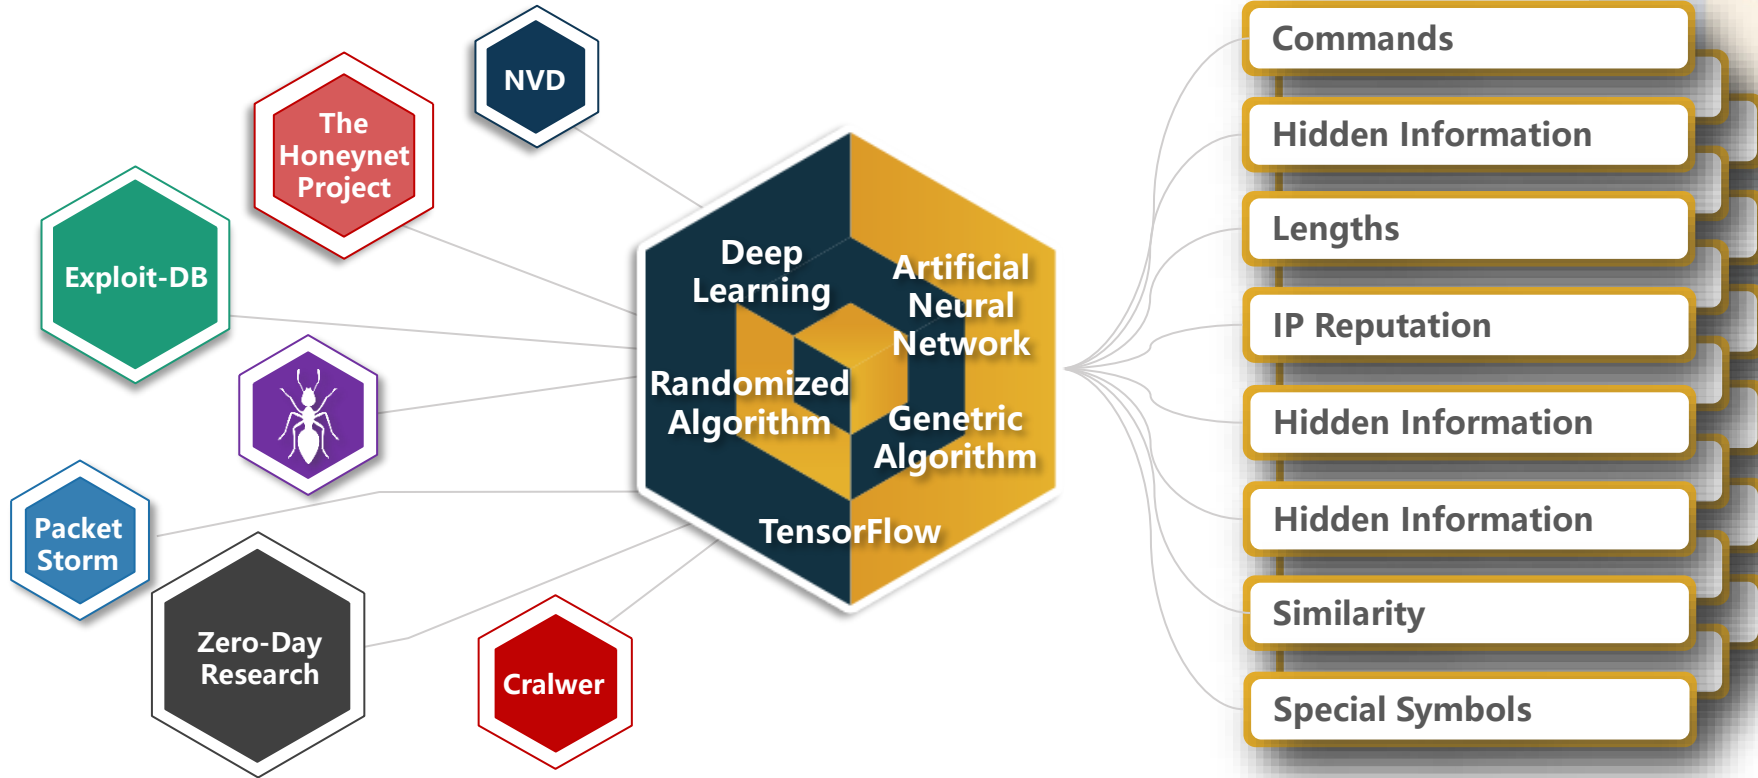 NVD
The
Honeynet
Project
Exploit-DB
Packet
Storm
Zero-Day
Research
Cralwer
Deep
Learning
Artificial
Neural
Network
Randomized
Algorithm
Genetric
Algorithm
TensorFlow
Commands
Hidden Information
Lengths
IP Reputation
Hidden Information
Hidden Information
Similarity
Special Symbols